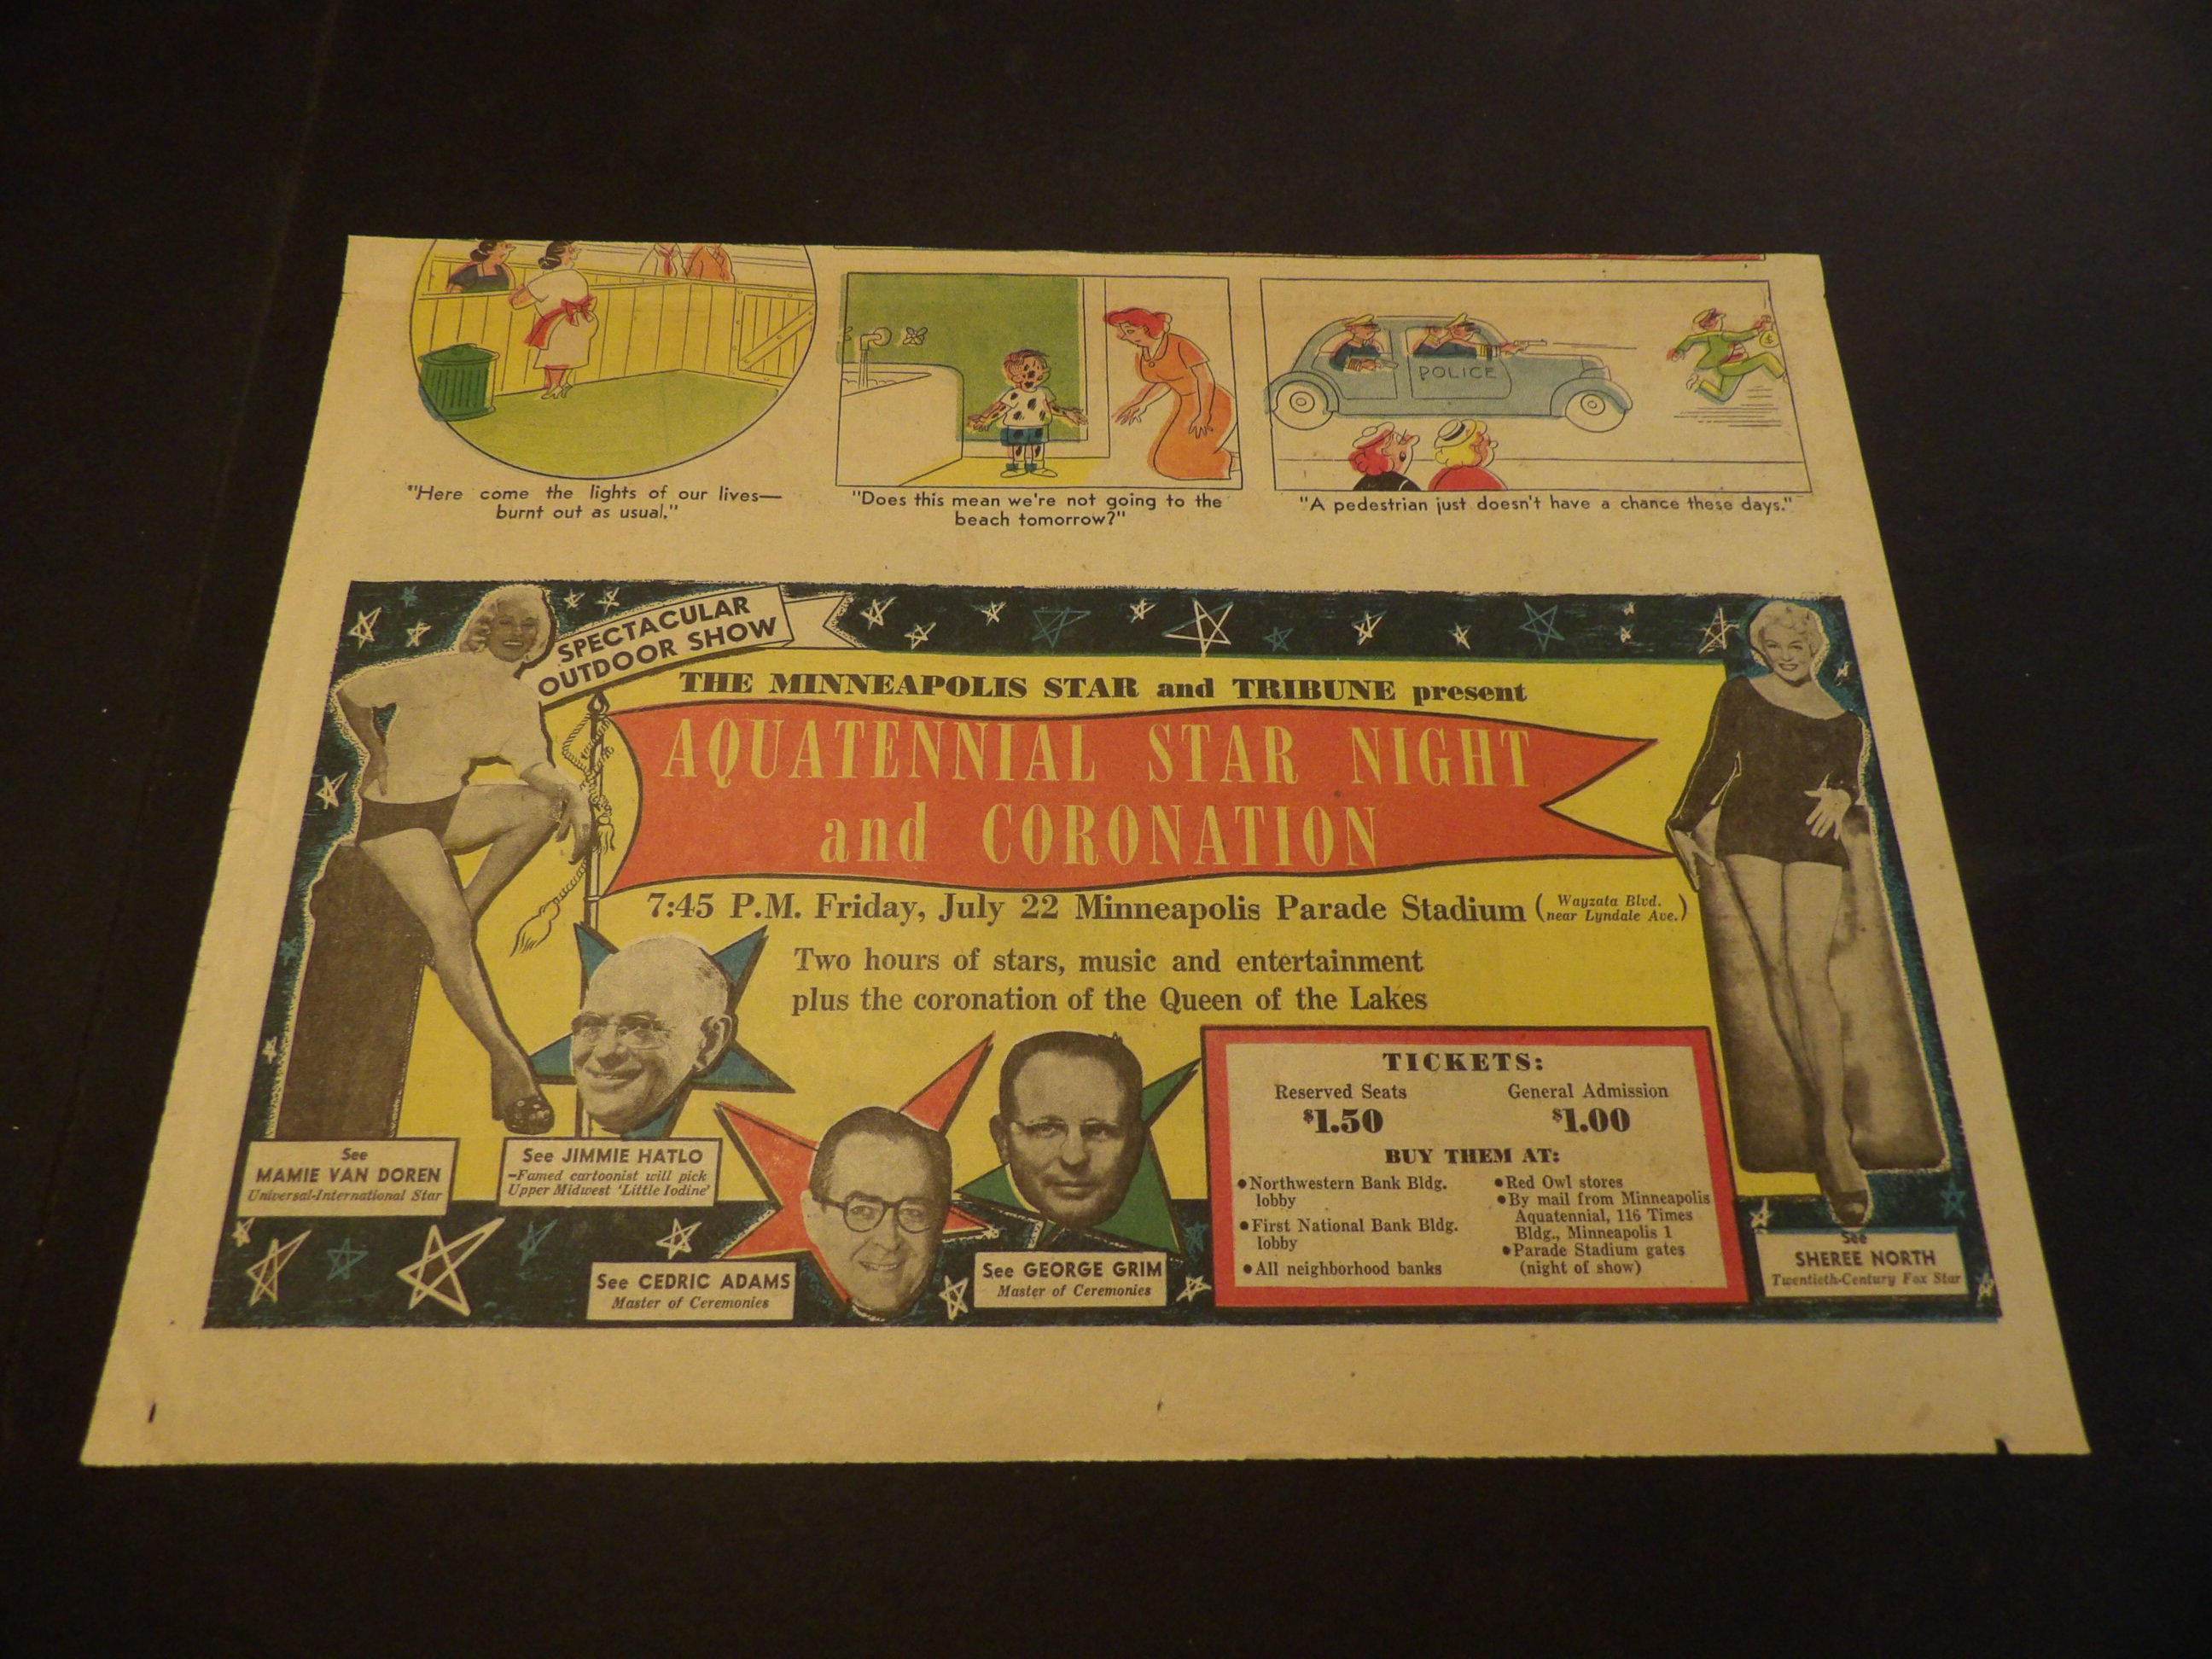 "Here come the lights of our lives—
burnt out as usual."
"Does this mean we're not going to the
beach tomorrow?"
POLICE
$
"A pedestrian just doesn't have a chance these days."
SPECTACULAR
OUTDOOR SHOW
THE MINNEAPOLIS STAR and TRIBUNE present
AQUATENNIAL STAR NIGHT
and CORONATION
7:45 P.M. Friday, July 22 Minneapolis Parade Stadium (Wayzata Blvd.
near Lyndale Ave.)
Two hours of stars, music and entertainment
plus the coronation of the Queen of the Lakes
See
MAMIE VAN DOREN
Universal-International Star
See JIMMIE HATLO
-Famed cartoonist will pick
Upper Midwest 'Little Iodine'
See CEDRIC ADAMS
Master of Ceremonies
See GEORGE GRIM
Master of Ceremonies
TICKETS:
Reserved Seats
$1.50
General Admission
$1.00
BUY THEM AT:
•Northwestern Bank Bldg.
lobby
•First National Bank Bldg.
lobby
•All neighborhood banks
•Red Owl stores
•By mail from Minneapolis
Aquatennial, 116 Times
Bldg., Minneapolis 1
•Parade Stadium gates
(night of show)
See
SHEREE NORTH
Twentieth-Century Fox Star